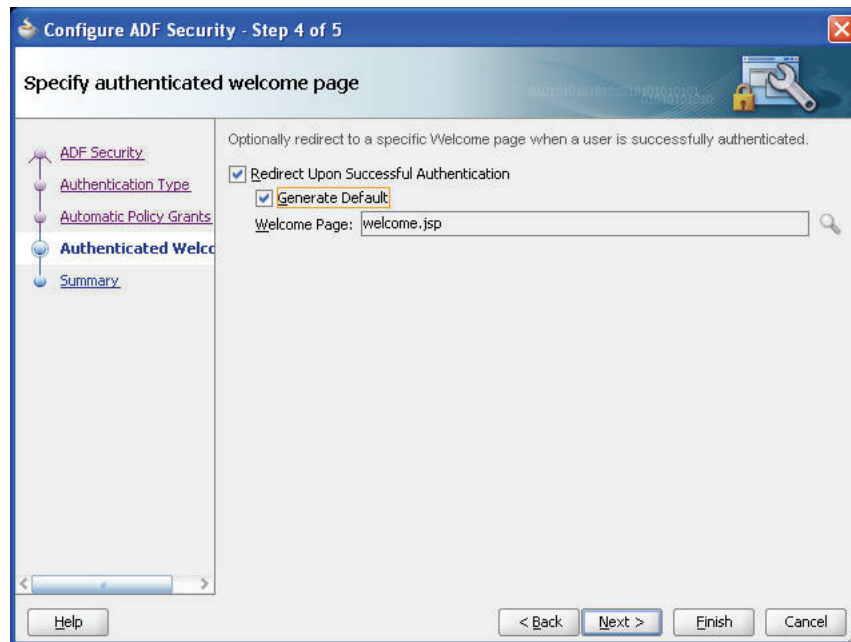 Configure ADF Security - Step 4 of 5
Specify authenticated welcome page
Optionally redirect to a specific Welcome page when a user is successfully authenticated.
ADF Security
Authentication Type
Automatic Policy Grants
Authenticated Welc
Summary
Redirect Upon Successful Authentication
Generate Default
Welcome Page: welcome.jsp
Help
< Back
Next >
Finish
Cancel